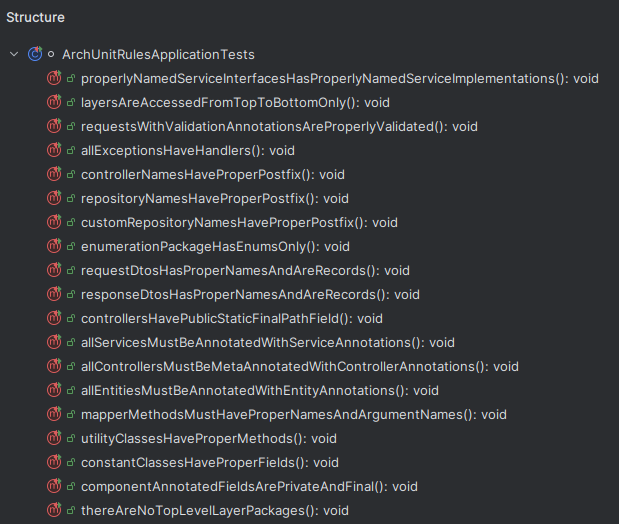 Structure
ArchUnitRulesApplicationTests
properlyNamedServiceInterfacesHasProperlyNamedServiceImplementations(): void
layersAreAccessedFromTopToBottomOnly(): void
requestsWithValidationAnnotationsAreProperlyValidated(): void
allExceptionsHaveHandlers(): void
controllerNamesHaveProperPostfix(): void
repositoryNamesHaveProperPostfix(): void
customRepositoryNamesHaveProperPostfix(): void
enumerationPackageHasEnumsOnly(): void
requestDtosHasProperNamesAndAreRecords(): void
responseDtosHasProperNamesAndAreRecords(): void
controllersHavePublicStaticFinalPathField(): void
allServicesMustBeAnnotatedWithServiceAnnotations(): void
allControllersMustBeMetaAnnotatedWithControllerAnnotations(): void
allEntitiesMustBeAnnotatedWithEntityAnnotations(): void
mapperMethodsMustHaveProperNamesAndArgumentNames(): void
utilityClassesHaveProperMethods(): void
constantClassesHaveProperFields(): void
componentAnnotatedFieldsArePrivateAndFinal(): void
thereAreNoTopLevelLayerPackages(): void